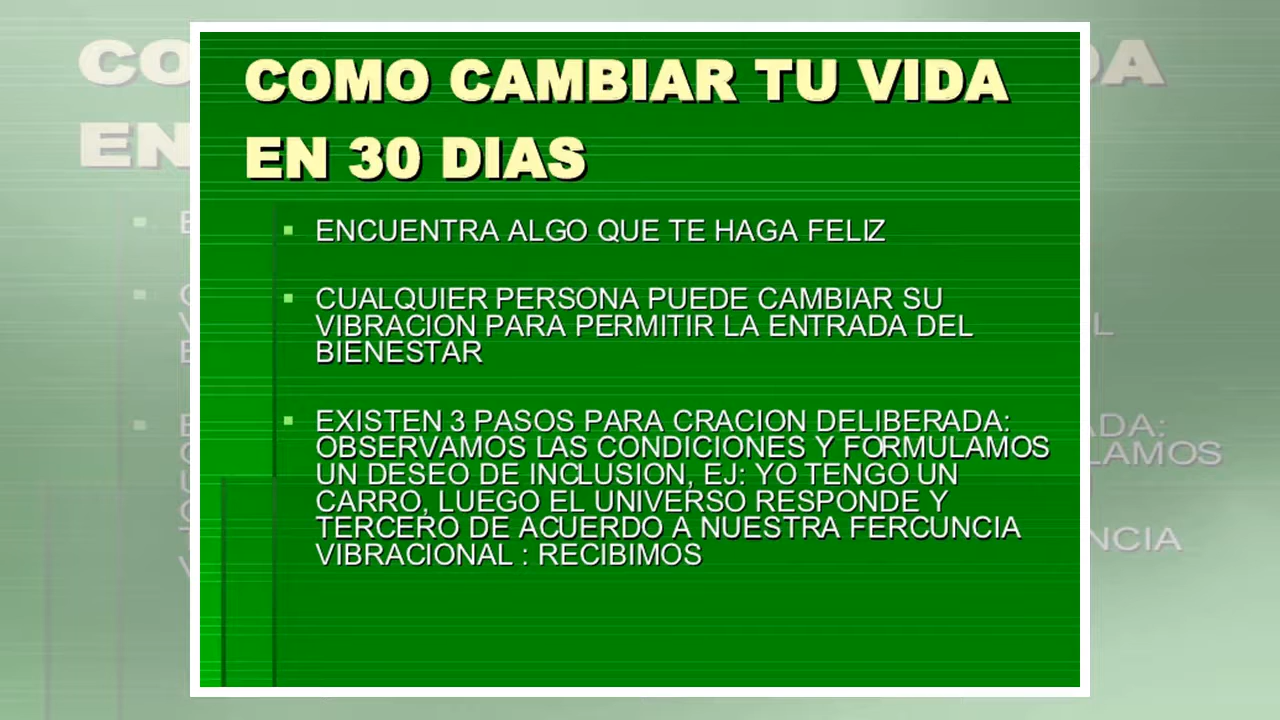 COMO CAMBIAR TU VIDA
EN 30 DIAS
ENCUENTRA ALGO QUE TE HAGA FELIZ
CUALQUIER PERSONA PUEDE CAMBIAR SU
VIBRACION PARA PERMITIR LA ENTRADA DEL
BIENESTAR
EXISTEN 3 PASOS PARA CRACION DELIBERADA:
OBSERVAMOS LAS CONDICIONES Y FORMULAMOS
UN DESEO DE INCLUSION, EJ: YO TENGO UN
CARRO, LUEGO EL UNIVERSO RESPONDE Y
TERCERO DE ACUERDO A NUESTRA FERCUNCIA
VIBRACIONAL : RECIBIMOS